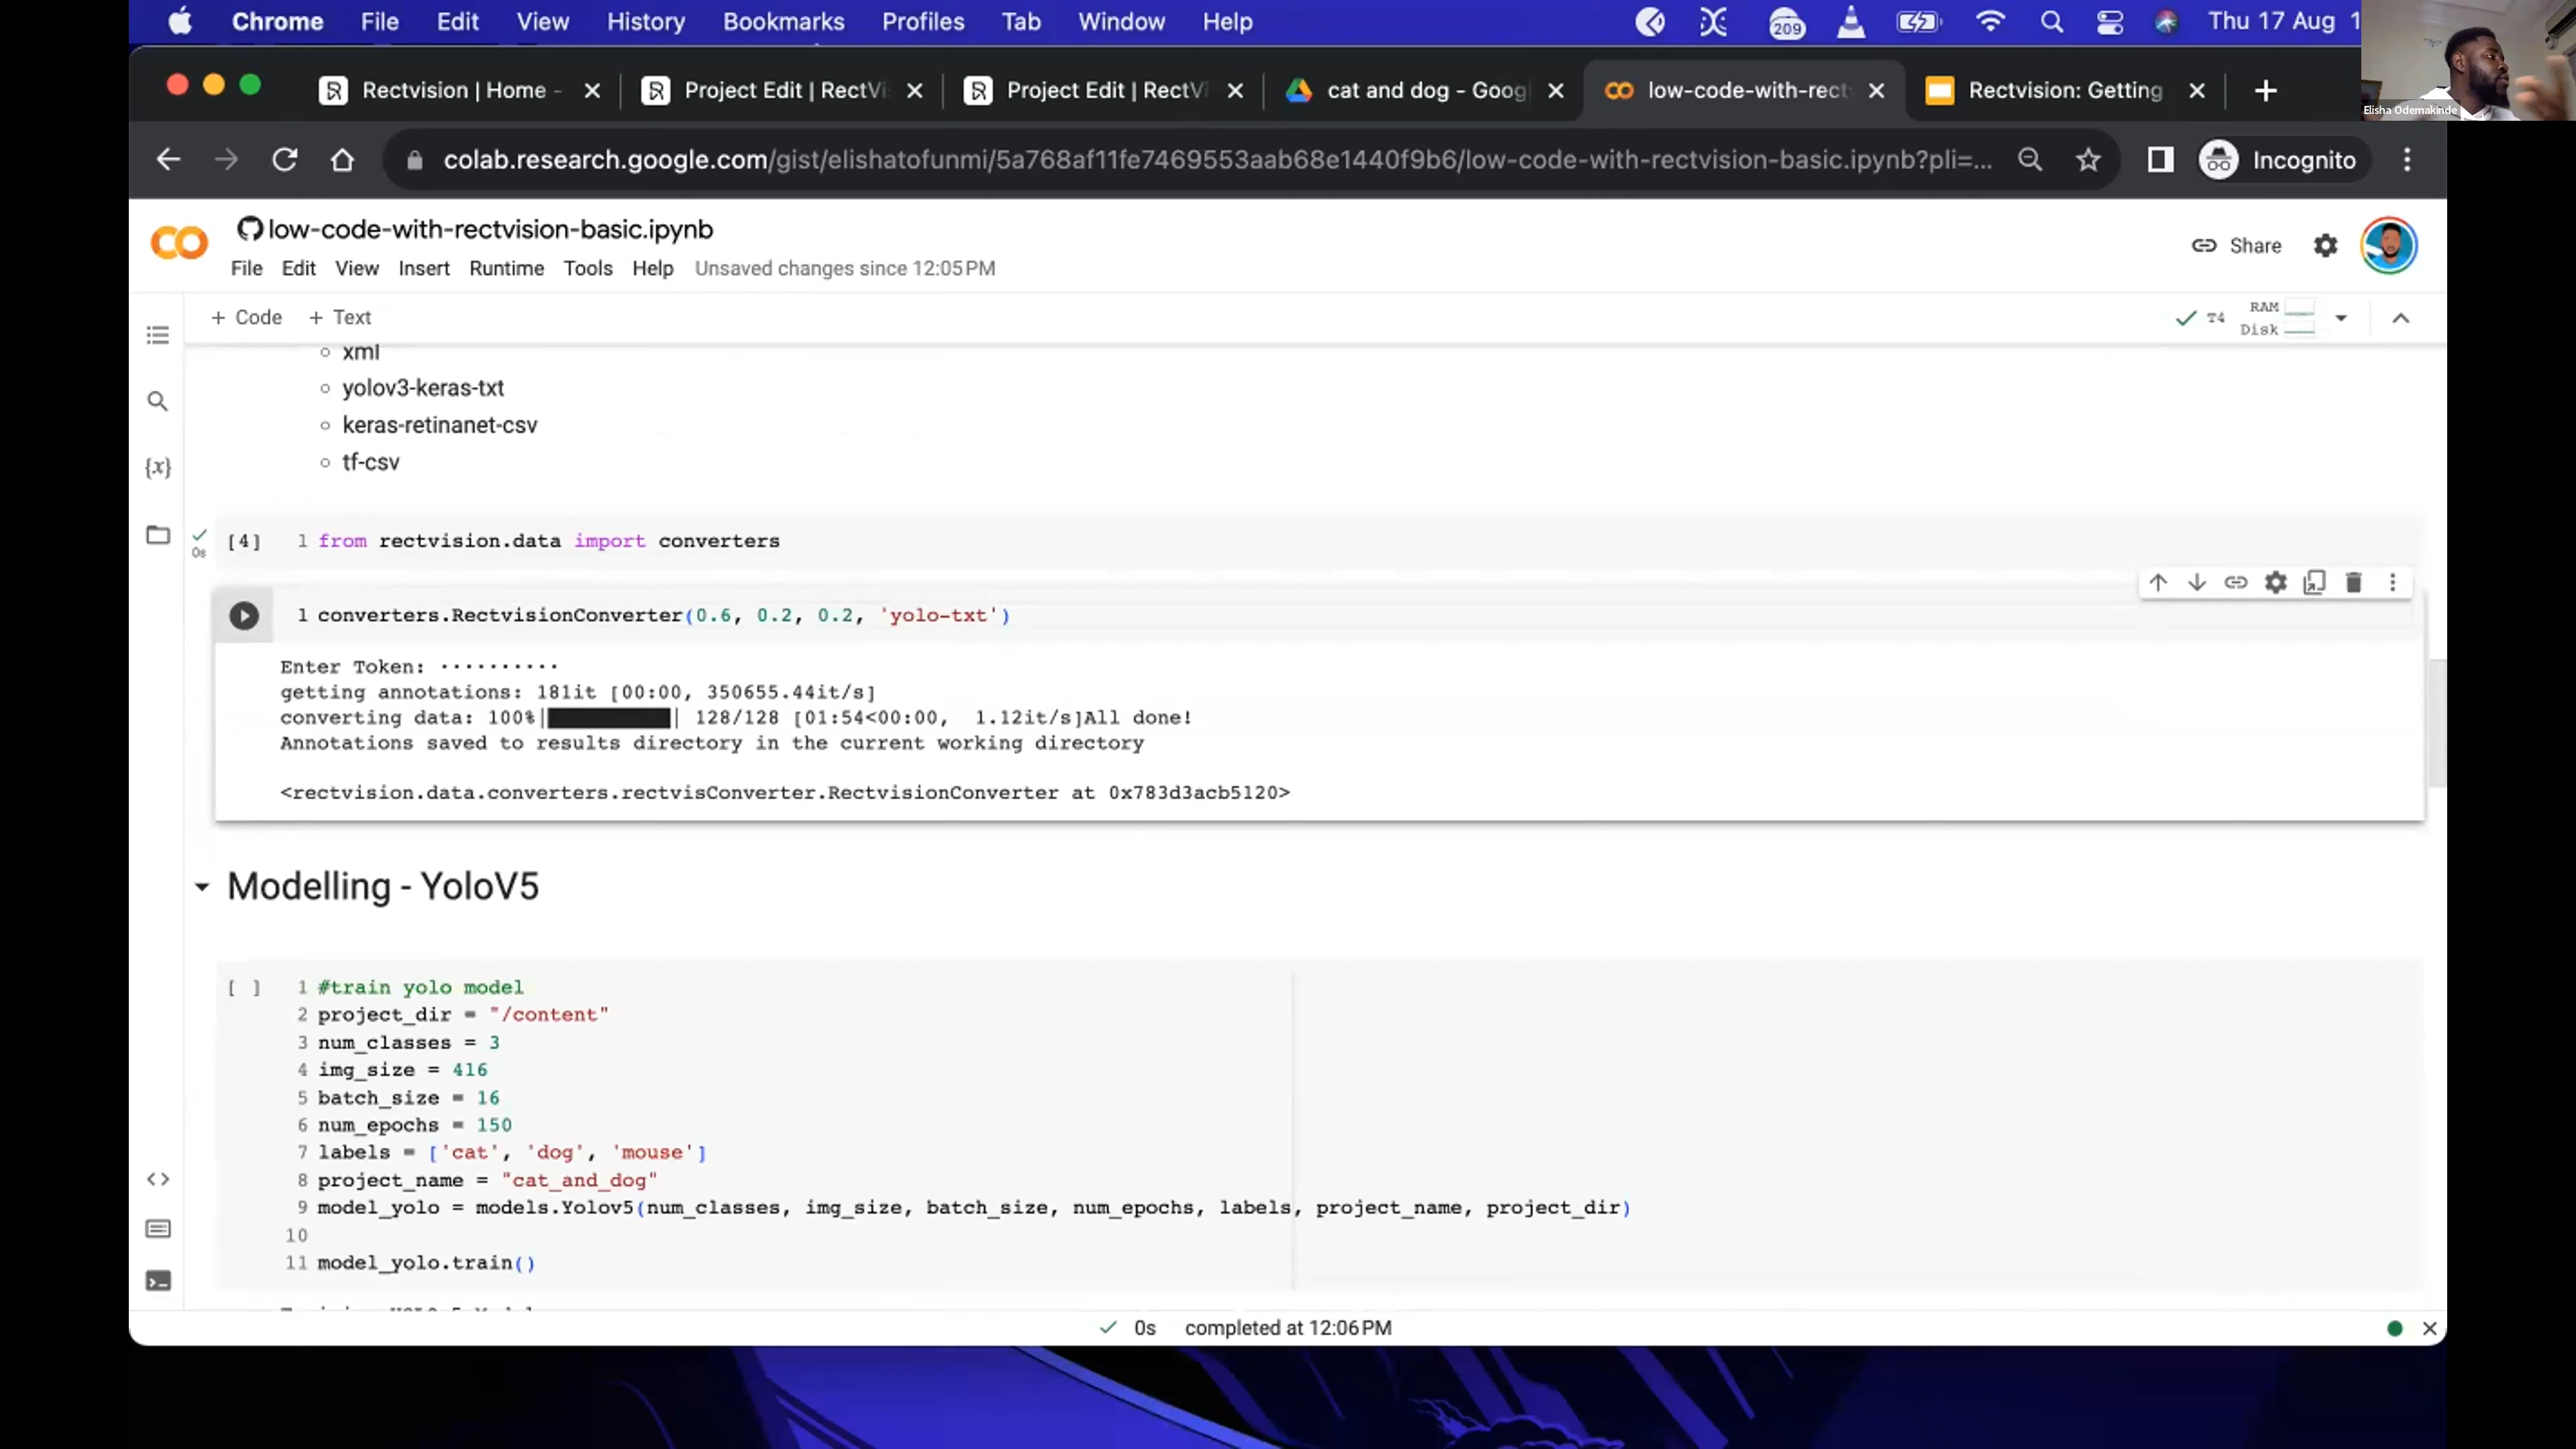 Chrome File Edit View History Bookmarks Profiles Tab Window Help 209 Thu 17 Aug 1
Elisha Odemakinde
Rectvision | Home - Project Edit | RectVi Project Edit | RectVi cat and dog - Goog low-code-with-rect Rectvision: Getting
colab.research.google.com/gist/elishatofunmi/5a768af11fe7469553aab68e1440f9b6/low-code-with-rectvision-basic.ipynb?pli=... Incognito
low-code-with-rectvision-basic.ipynb
Share
File Edit View Insert Runtime Tools Help Unsaved changes since 12:05 PM
+ Code + Text
T4 RAM
Disk
xml
yolov3-keras-txt
keras-retinanet-csv
tf-csv
0s [4] 1 from rectvision.data import converters
1 converters.RectvisionConverter(0.6, 0.2, 0.2, 'yolo-txt')
Enter Token: ··········
getting annotations: 181it [00:00, 350655.44it/s]
converting data: 100%|██████████| 128/128 [01:54<00:00, 1.12it/s]All done!
Annotations saved to results directory in the current working directory
<rectvision.data.converters.rectvisConverter.RectvisionConverter at 0x783d3acb5120>
Modelling - YoloV5
[ ] 1 #train yolo model
2 project_dir = "/content"
3 num_classes = 3
4 img_size = 416
5 batch_size = 16
6 num_epochs = 150
7 labels = ['cat', 'dog', 'mouse']
8 project_name = "cat_and_dog"
9 model_yolo = models.Yolov5(num_classes, img_size, batch_size, num_epochs, labels, project_name, project_dir)
10
11 model_yolo.train()
0s completed at 12:06 PM